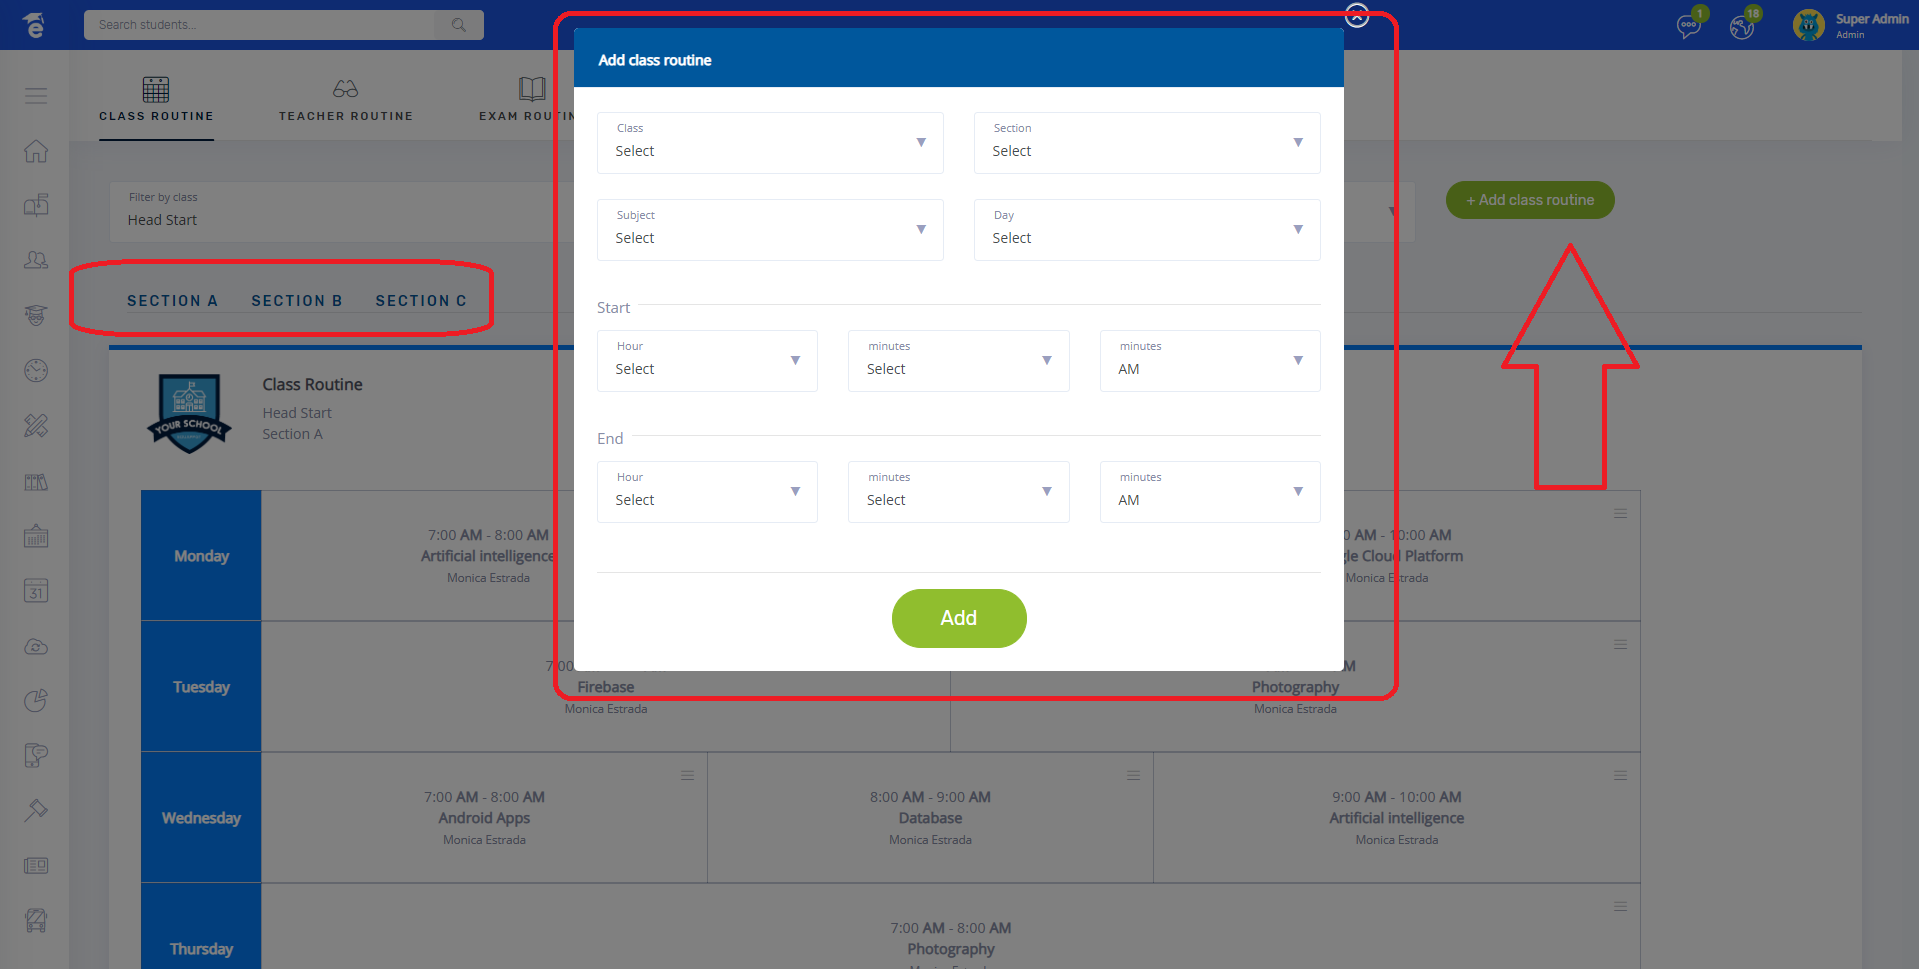 Search students...
1
18
Super Admin
Admin
Add class routine
CLASS ROUTINE
TEACHER ROUTINE
EXAM ROUTIN
Class
Select
Section
Select
Filter by class
Head Start
+ Add class routine
Subject
Select
Day
Select
SECTION A
SECTION B
SECTION C
Start
Hour
Select
minutes
Select
minutes
AM
Class Routine
Head Start
Section A
YOUR SCHOOL
End
Hour
Select
minutes
Select
minutes
AM
Monday
7:00 AM - 8:00 AM
Artificial intelligence
Monica Estrada
0 AM - 10:00 AM
gle Cloud Platform
Monica Estrada
Add
Tuesday
7:00
Firebase
Monica Estrada
M
Photography
Monica Estrada
Wednesday
7:00 AM - 8:00 AM
Android Apps
Monica Estrada
8:00 AM - 9:00 AM
Database
Monica Estrada
9:00 AM - 10:00 AM
Artificial intelligence
Monica Estrada
Thursday
7:00 AM - 8:00 AM
Photography
31